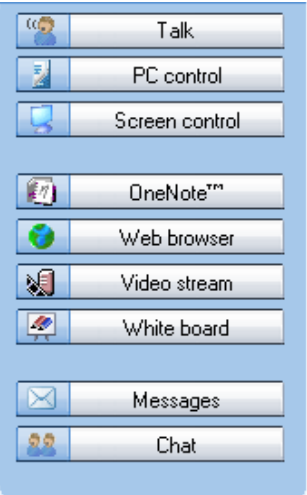 Talk
PC control
Screen control
OneNote™
Web browser
Video stream
White board
Messages
Chat